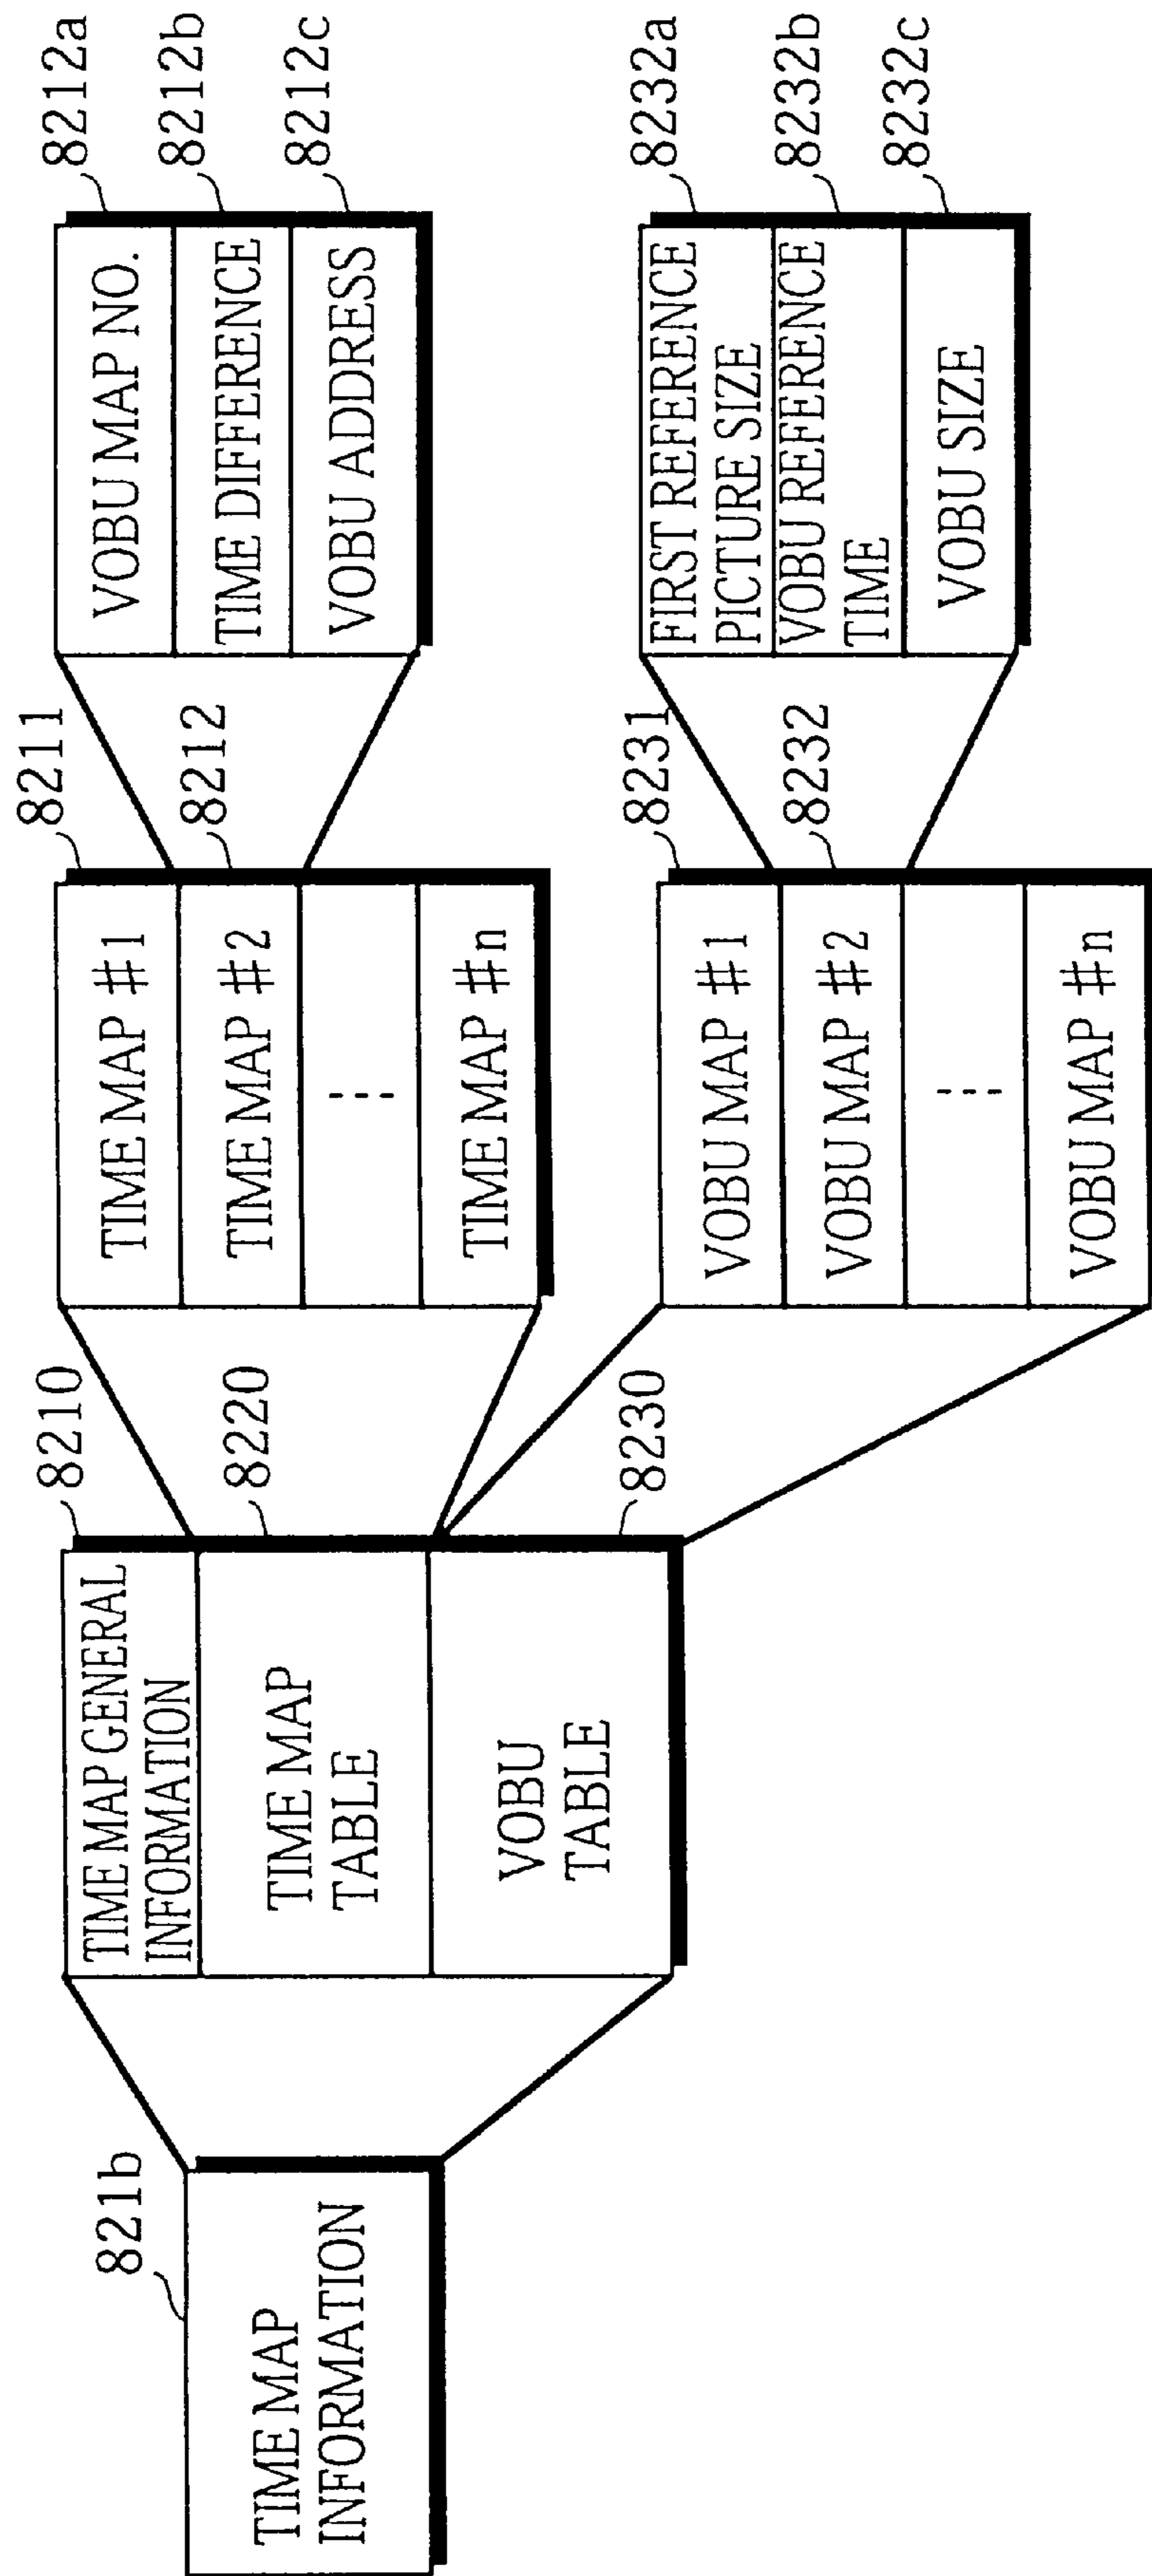 821b
TIME MAP
INFORMATION
8210
TIME MAP GENERAL
INFORMATION
8220
TIME MAP
TABLE
8230
VOBU
TABLE
8211
TIME MAP #1
8212
TIME MAP #2
TIME MAP #n
8231
VOBU MAP #1
8232
VOBU MAP #2
VOBU MAP #n
8212a
VOBU MAP NO.
8212b
TIME DIFFERENCE
8212c
VOBU ADDRESS
8232a
FIRST REFERENCE
PICTURE SIZE
8232b
VOBU REFERENCE
TIME
8232c
VOBU SIZE